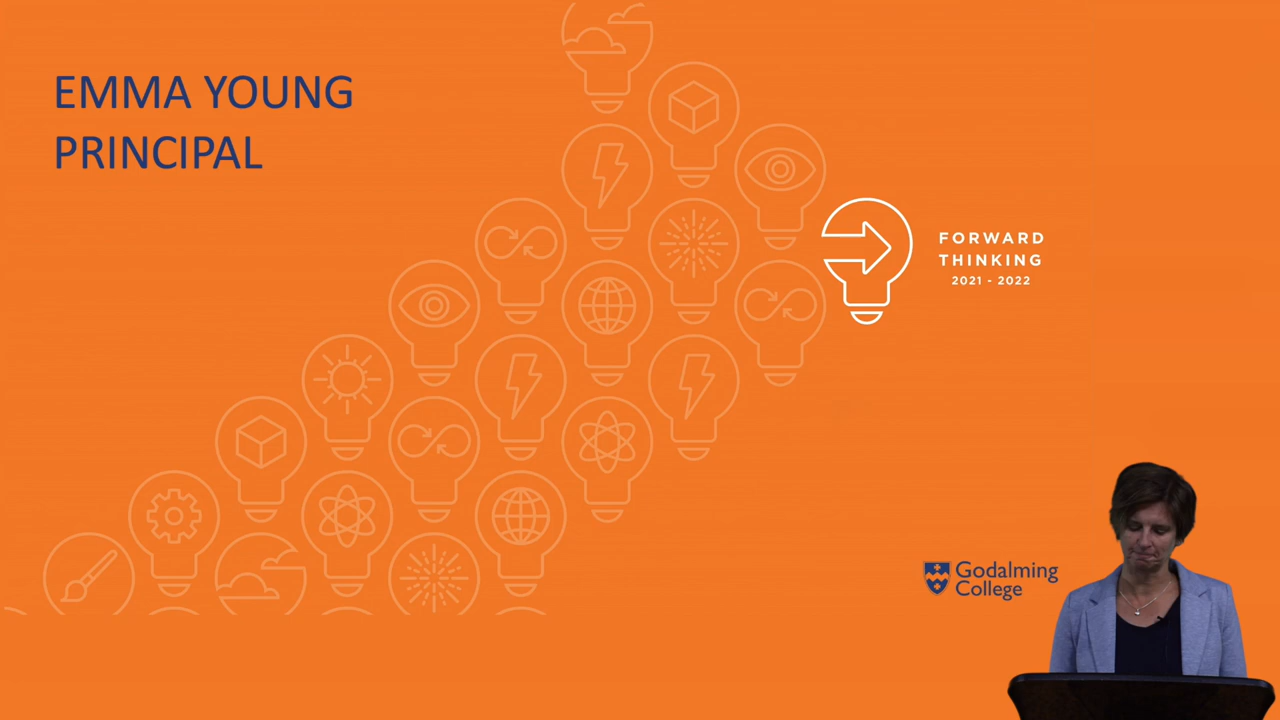 EMMA YOUNG
PRINCIPAL
FORWARD
THINKING
2021 - 2022
Godalming
College